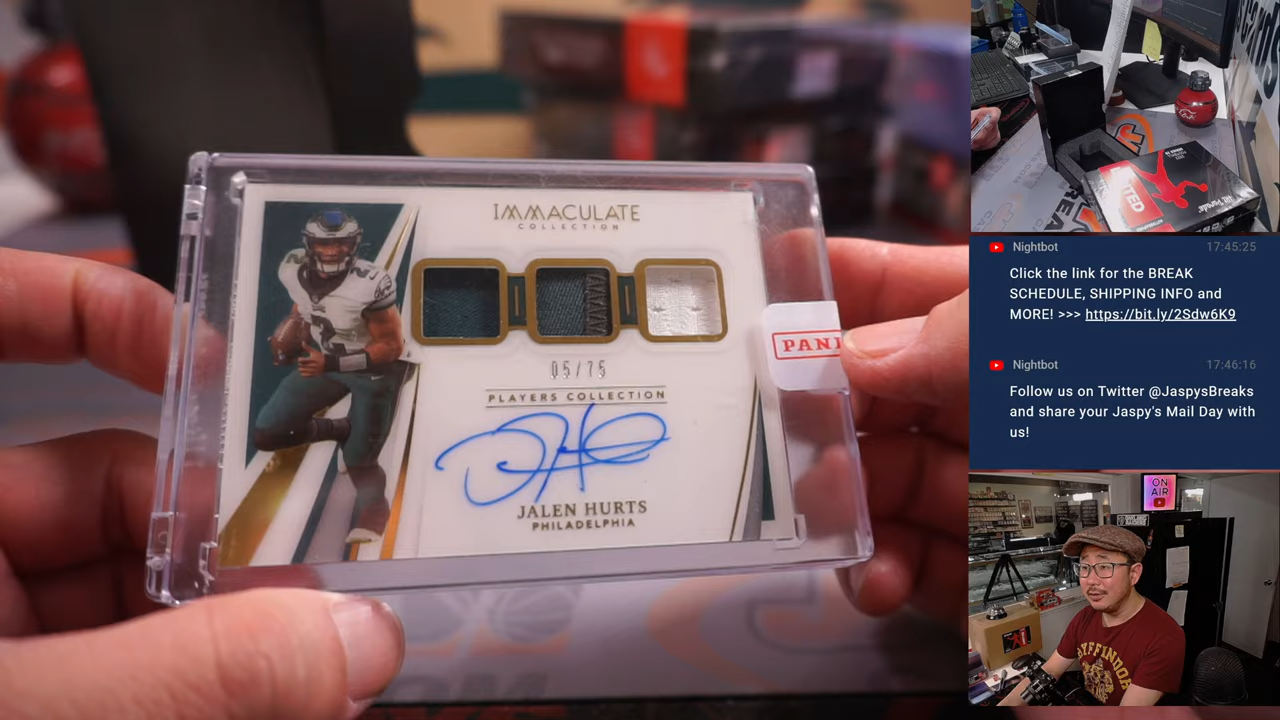 IMMACULATE
COLLECTION
05/75
PLAYERS COLLECTION
JALEN HURTS
PHILADELPHIA
PANI
2
LIMITED
Nightbot 17:45:25
Click the link for the BREAK
SCHEDULE, SHIPPING INFO and
MORE! >>> https://bit.ly/2Sdw6K9
Nightbot 17:46:16
Follow us on Twitter @JaspysBreaks
and share your Jaspy's Mail Day with
us!
ON
AIR